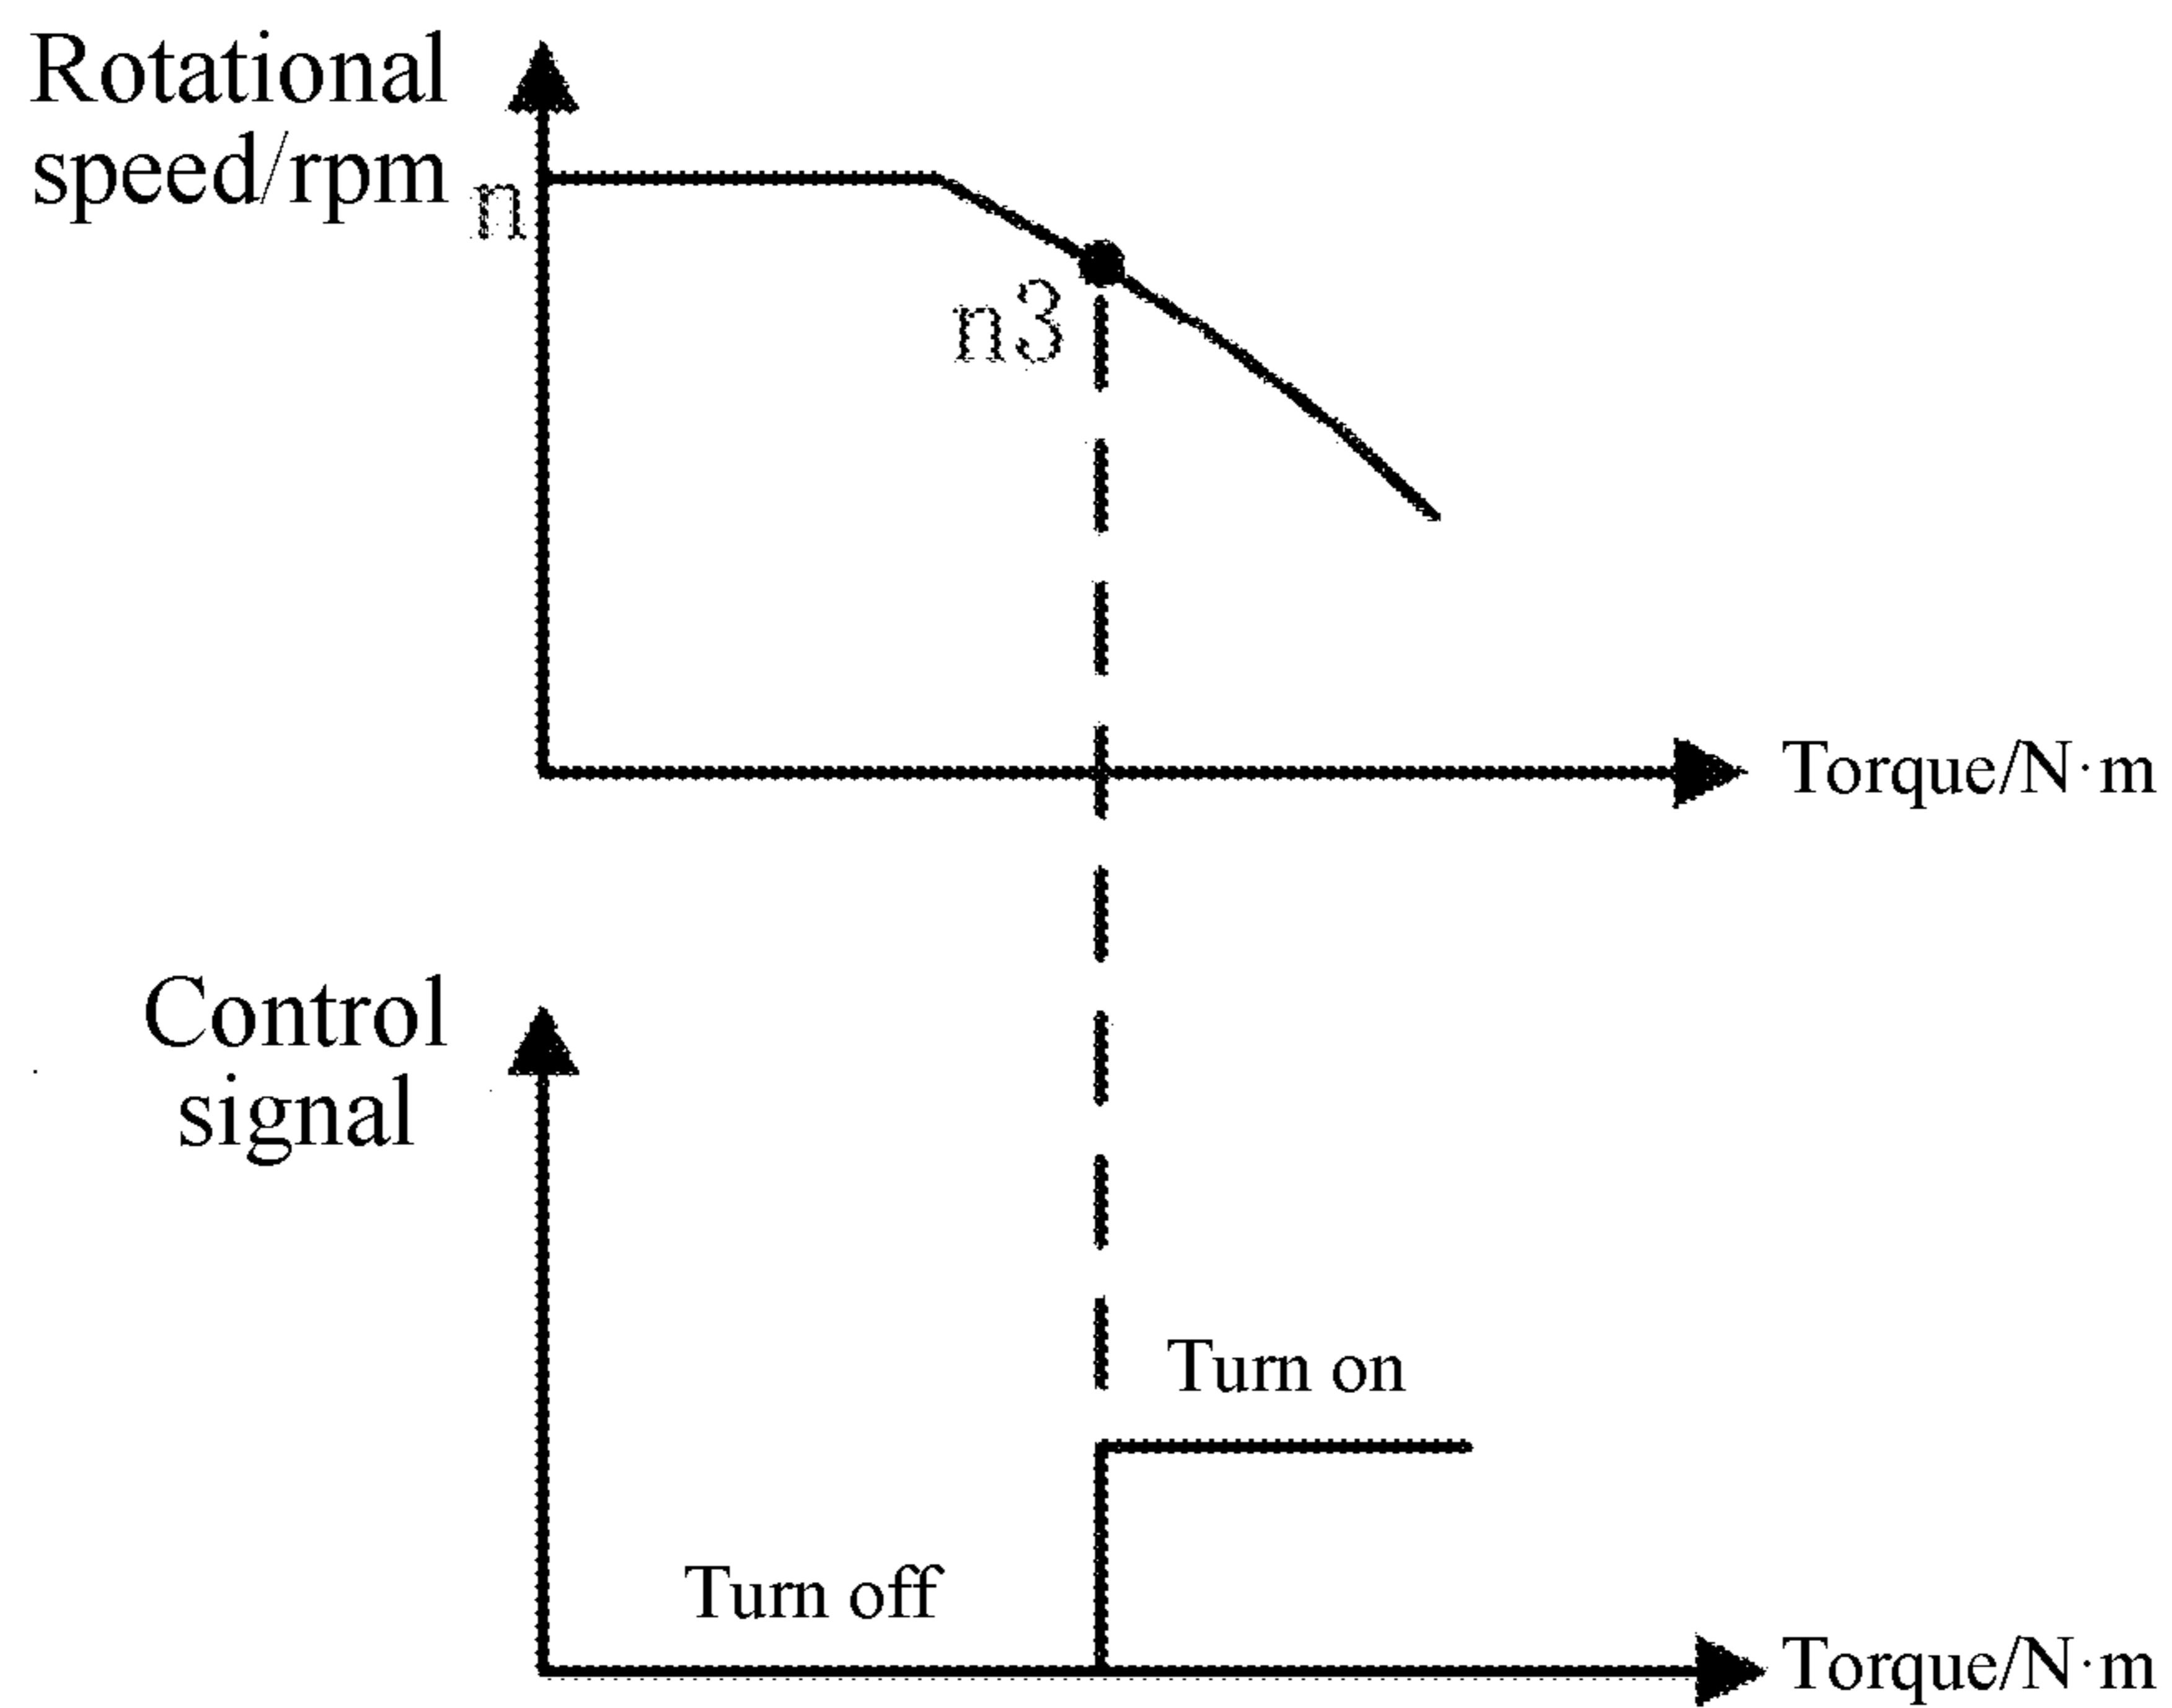 Rotational
speed/rpm
n
n3
Torque/N·m
Control
signal
Turn on
Turn off
Torque/N·m